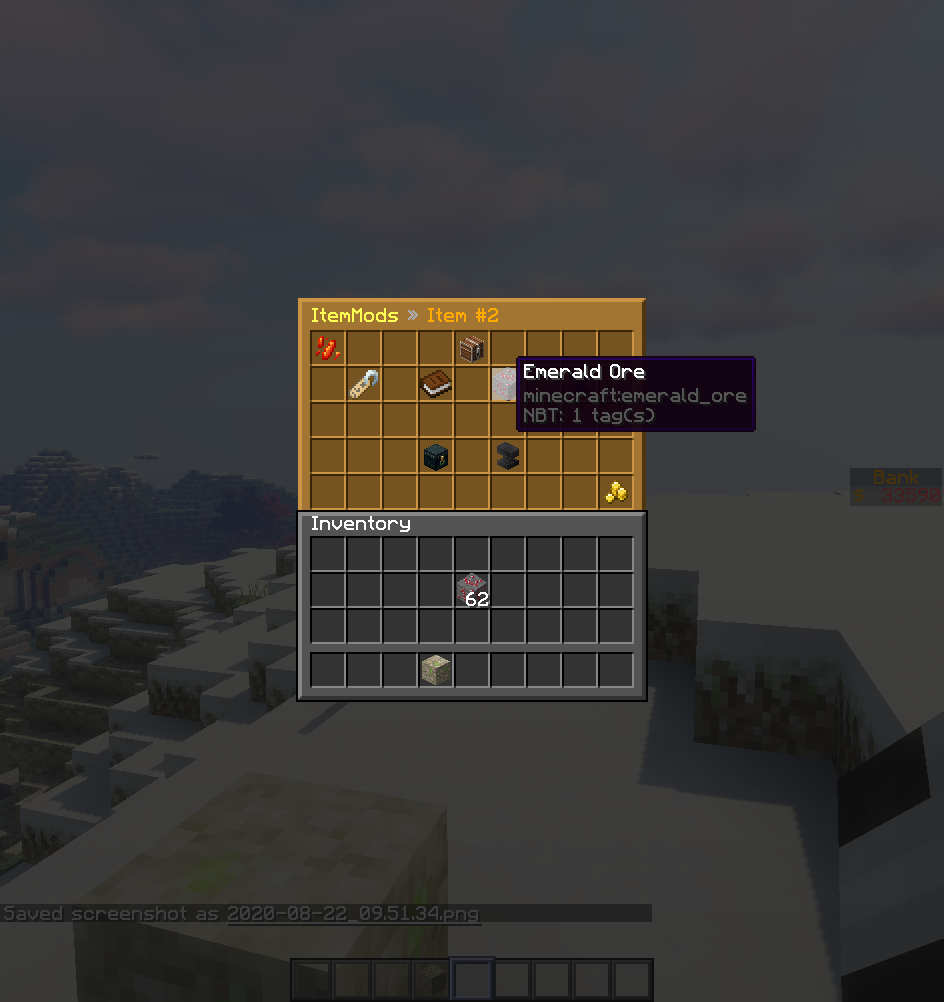 ItemMods » Item #2
Emerald Ore
minecraft:emerald_ore
NBT: 1 tag(s)
Bank
$ 33590
Inventory
62
Saved screenshot as 2020-08-22_09.51.34.png